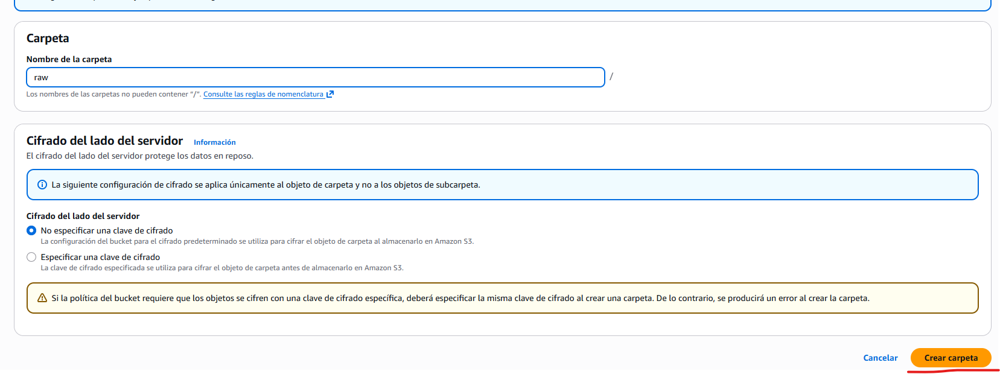 Carpeta
Nombre de la carpeta
raw
/
Los nombres de las carpetas no pueden contener "/". Consulte las reglas de nomenclatura
Cifrado del lado del servidor Información
El cifrado del lado del servidor protege los datos en reposo.
La siguiente configuración de cifrado se aplica únicamente al objeto de carpeta y no a los objetos de subcarpeta.
Cifrado del lado del servidor
No especificar una clave de cifrado
La configuración del bucket para el cifrado predeterminado se utiliza para cifrar el objeto de carpeta al almacenarlo en Amazon S3.
Especificar una clave de cifrado
La clave de cifrado especificada se utiliza para cifrar el objeto de carpeta antes de almacenarlo en Amazon S3.
Si la política del bucket requiere que los objetos se cifren con una clave de cifrado específica, deberá especificar la misma clave de cifrado al crear una carpeta. De lo contrario, se producirá un error al crear la carpeta.
Cancelar
Crear carpeta